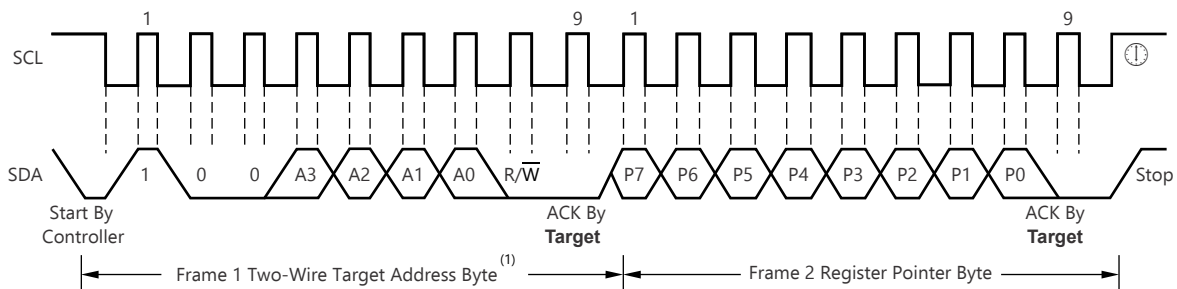 1 9 1 9
SCL
SDA 1 0 0 A3 A2 A1 A0 R/W̅ P7 P6 P5 P4 P3 P2 P1 P0 Stop
Start By ACK By ACK By
Controller Target Target
Frame 1 Two-Wire Target Address Byte(1) Frame 2 Register Pointer Byte